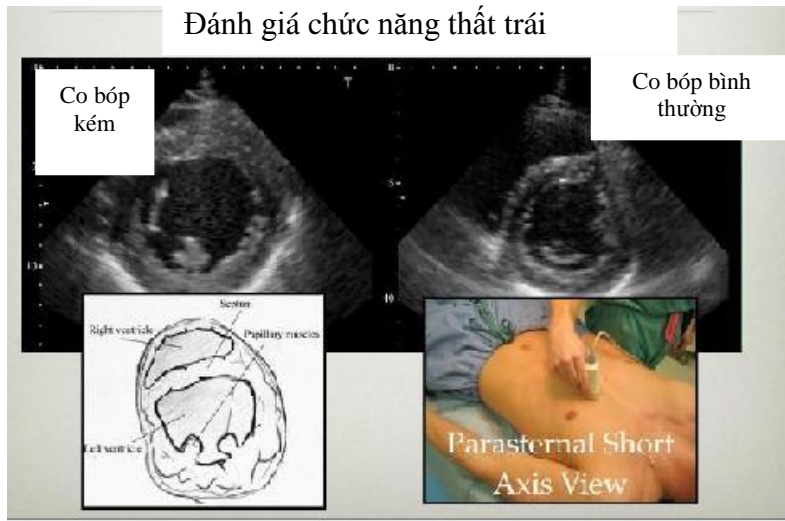 Đánh giá chức năng thất trái
Co bóp
kém
Co bóp bình
thường
Septum
Right ventricle
Papillary muscles
Left ventricle
Parasternal Short
Axis View